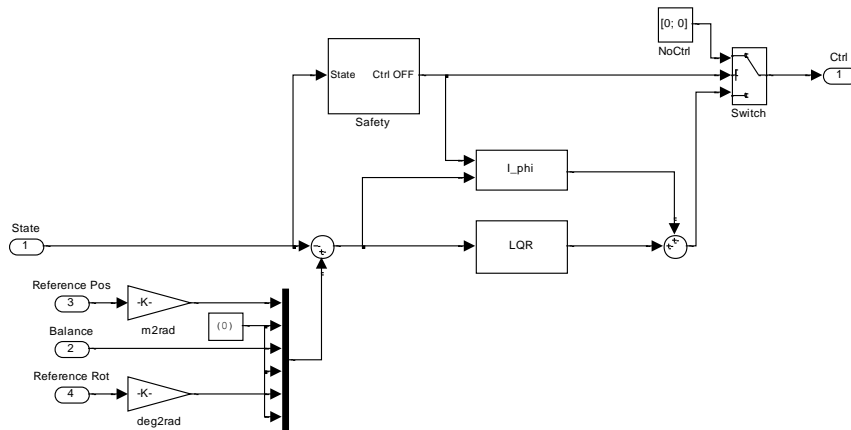 [0; 0]
NoCtrl
Ctrl
1
State
Ctrl OFF
Safety
Switch
I_phi
State
1
LQR
Reference Pos
3
-K-
m2rad
(0)
Balance
2
Reference Rot
4
-K-
deg2rad